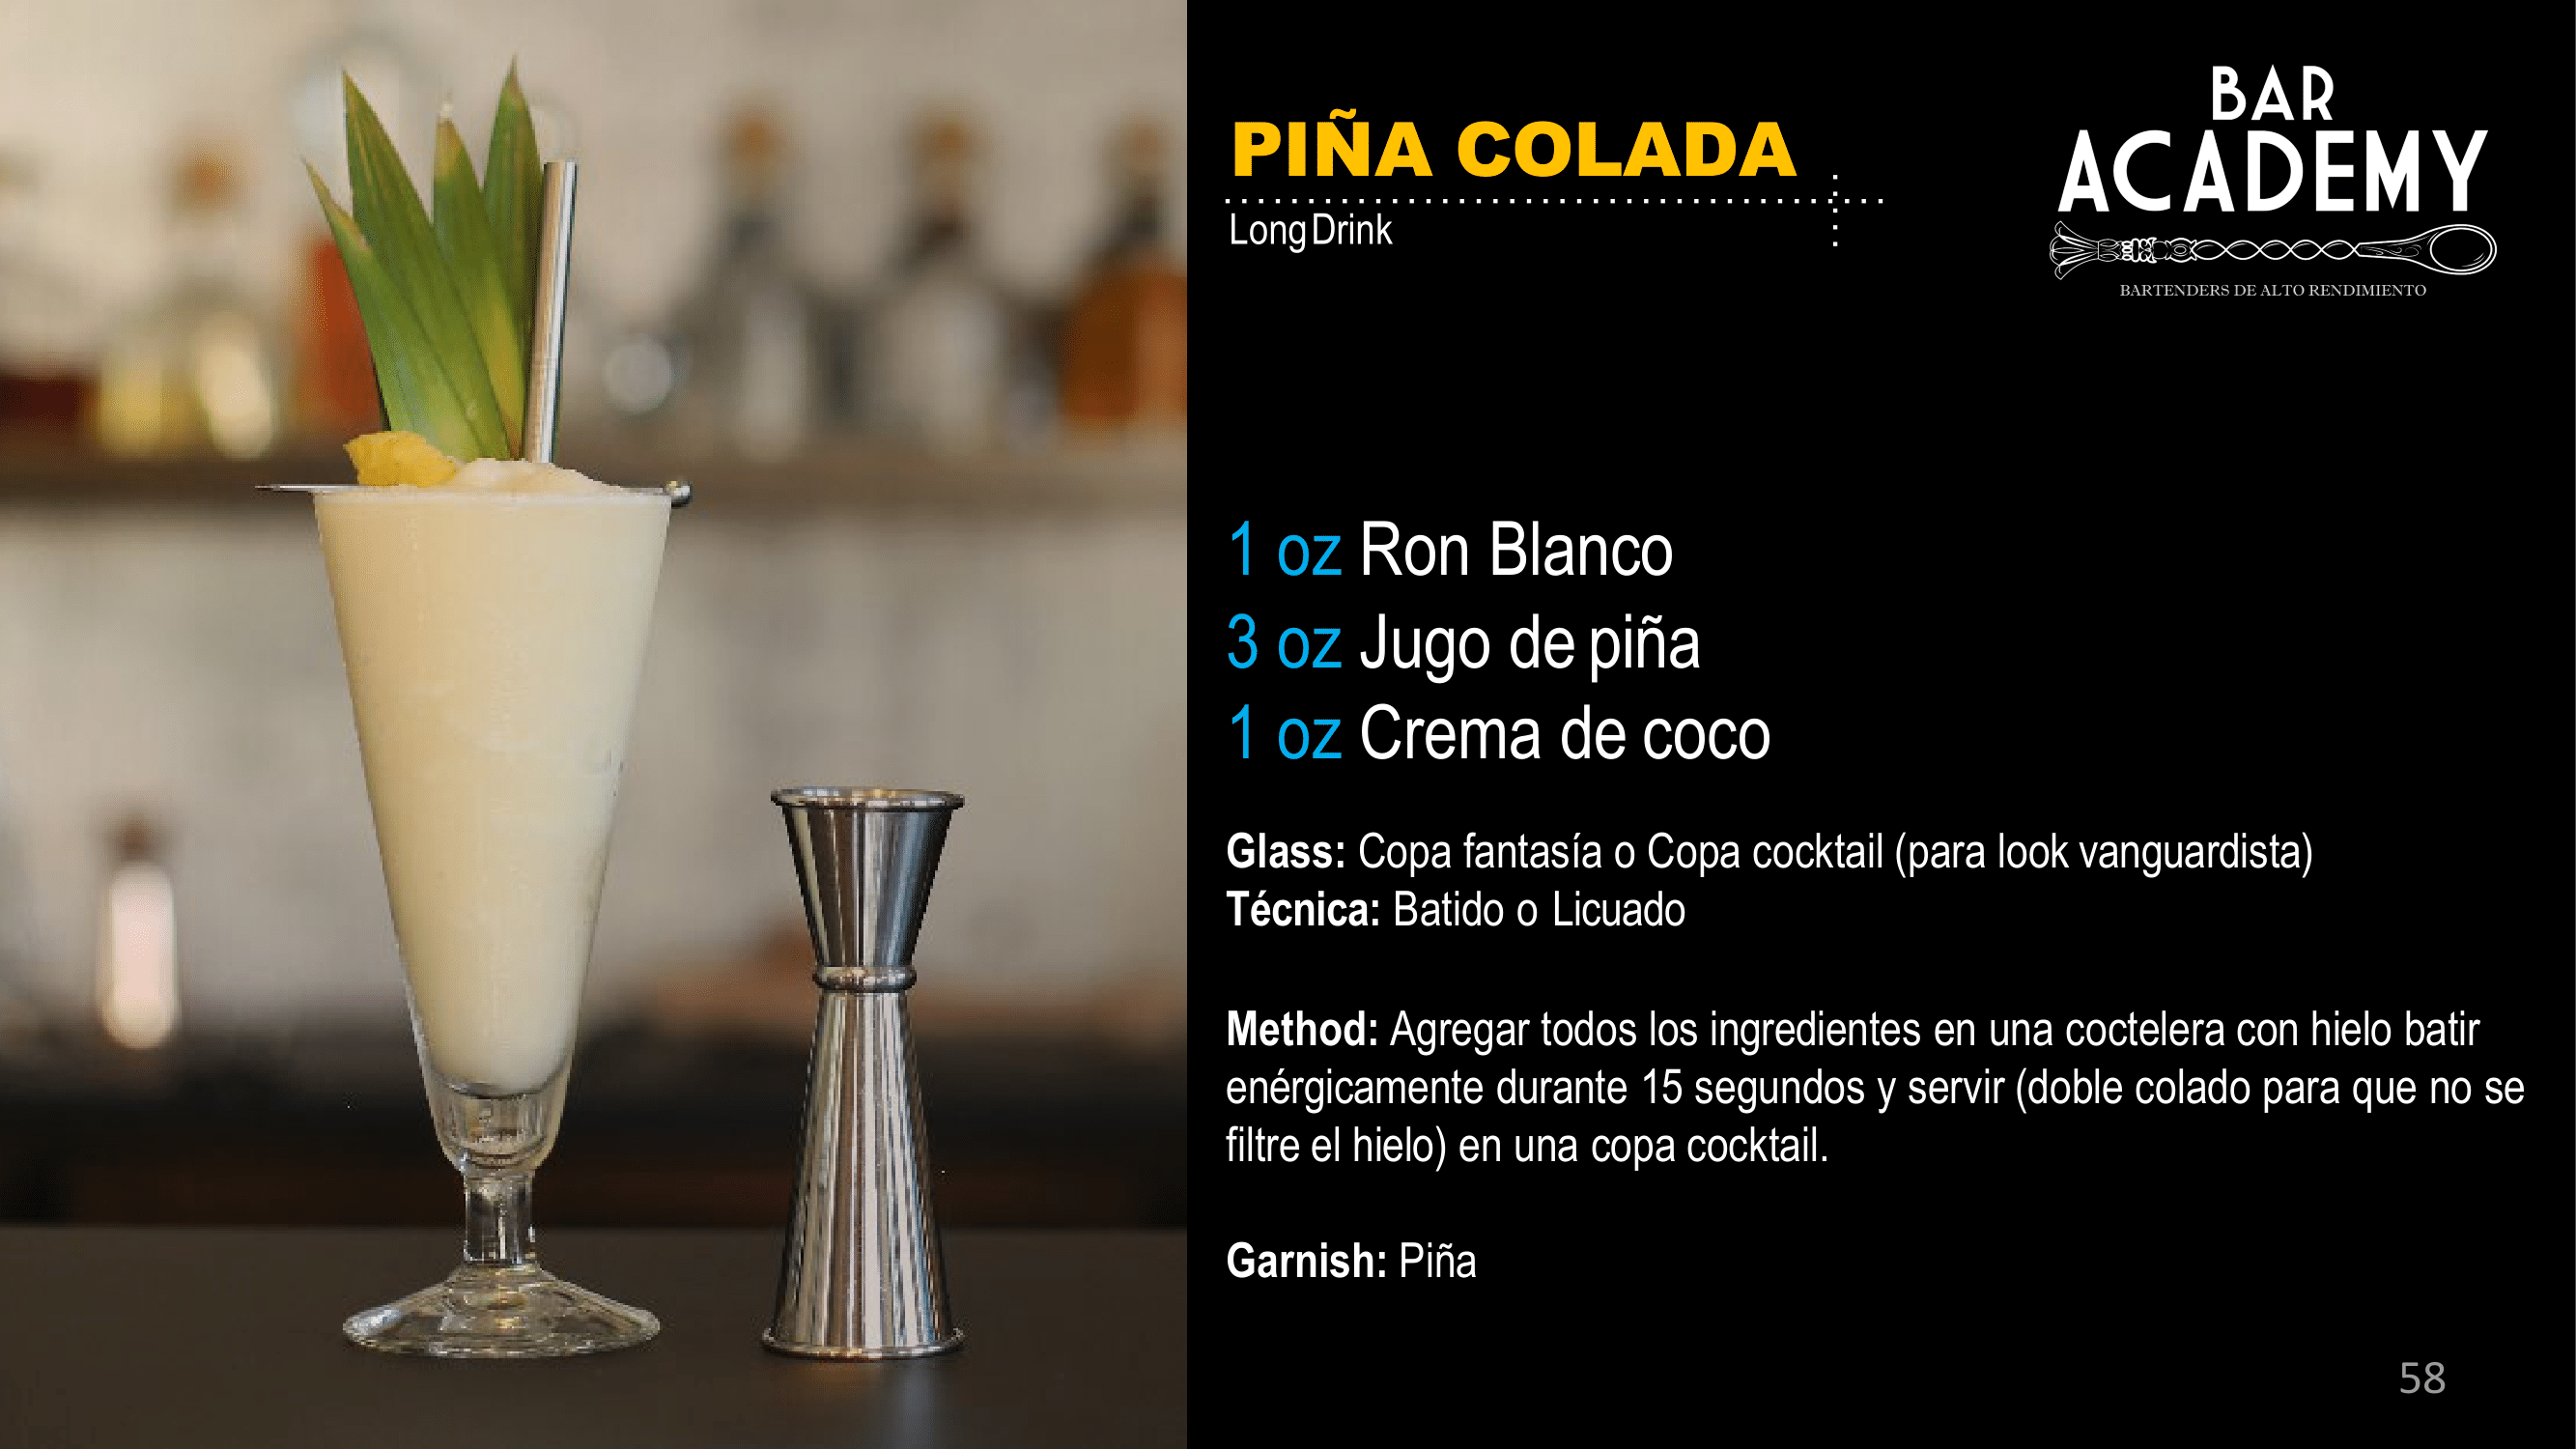 BAR
ACADEMY
BARTENDERS DE ALTO RENDIMIENTO
PIÑA COLADA
Long Drink
1 oz Ron Blanco
3 oz Jugo de piña
1 oz Crema de coco
Glass: Copa fantasía o Copa cocktail (para look vanguardista)
Técnica: Batido o Licuado
Method: Agregar todos los ingredientes en una coctelera con hielo batir
enérgicamente durante 15 segundos y servir (doble colado para que no se
filtre el hielo) en una copa cocktail.
Garnish: Piña
58